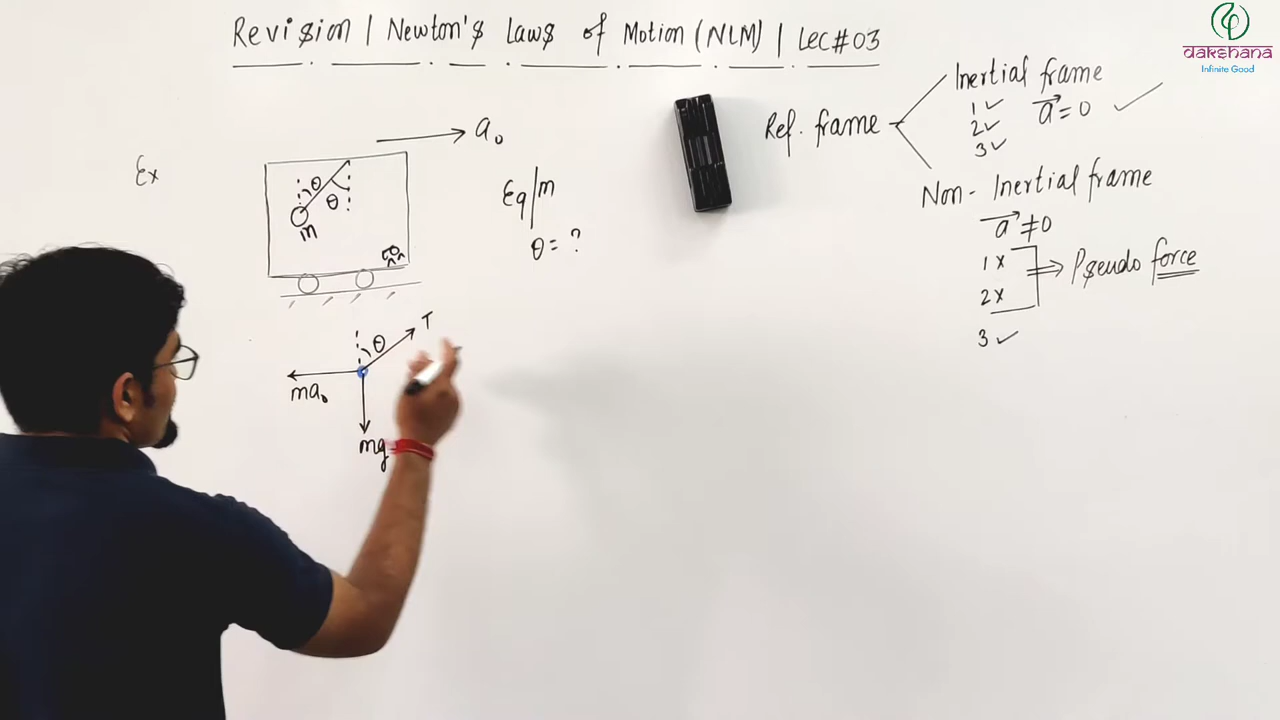 Revision | Newton's Laws of Motion (NLM) | Lec#03
dakshana
Infinite Good
Ex
a₀
θ
θ
m
Eq/m
θ = ?
Ref. frame
Inertial frame
1✓
2✓
3✓
a⃗ = 0 ✓
Non-Inertial frame
a⃗ ≠ 0
1 x
2 x
⇒ Pseudo force
3 ✓
θ
T
ma₀
mg